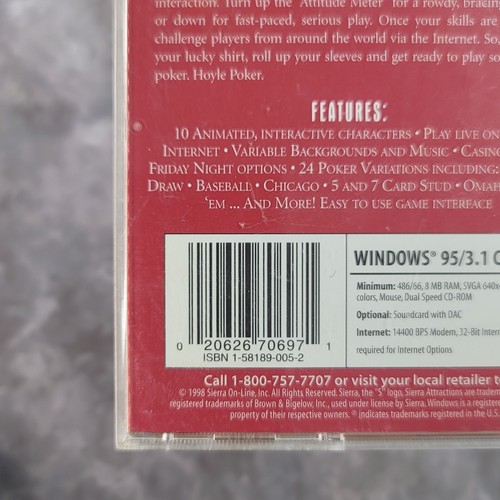 interaction. Turn up the "Attitude Meter" for a rowdy, bracing
or down for fast-paced, serious play. Once your skills are
challenge players from around the world via the Internet. So,
your lucky shirt, roll up your sleeves and get ready to play so
poker. Hoyle Poker.
FEATURES:
10 Animated, interactive characters • Play live on
Internet • Variable Backgrounds and Music • Casino
Friday Night options • 24 Poker Variations including:
Draw • Baseball • Chicago • 5 and 7 Card Stud • Omah
'em ... And More! Easy to use game interface
WINDOWS® 95/3.1 C
Minimum: 486/66, 8 MB RAM, SVGA 640x
colors, Mouse, Dual Speed CD-ROM
Optional: Soundcard with DAC
Internet: 14400 BPS Modem, 32-Bit Intern
required for Internet Options
0 20626 70697 1
ISBN 1-58189-005-2
Call 1-800-757-7707 or visit your local retailer t
© 1998 Sierra On-Line, Inc. All Rights Reserved. Sierra, the "S" logo, Sierra Attractions are trademark
registered trademarks of Brown & Bigelow, Inc., used under license by Sierra. Windows is a registered
property of their respective owners. ® indicates trademark registered in the U.S.